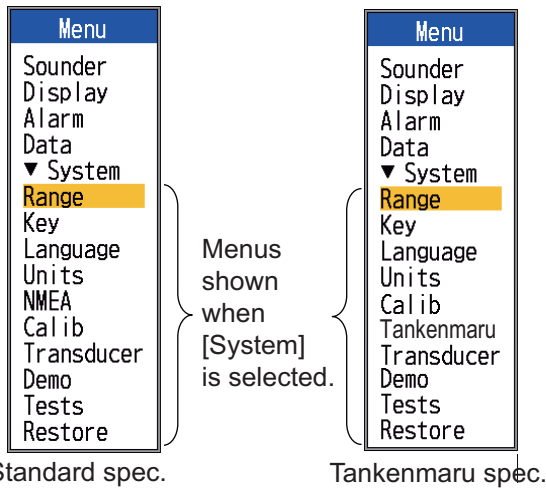 Menu
Sounder
Display
Alarm
Data
▼ System
Range
Key
Language
Units
NMEA
Calib
Transducer
Demo
Tests
Restore
Standard spec.
Menus
shown
when
[System]
is selected.
Menu
Sounder
Display
Alarm
Data
▼ System
Range
Key
Language
Units
Calib
Tankenmaru
Transducer
Demo
Tests
Restore
Tankenmaru spec.